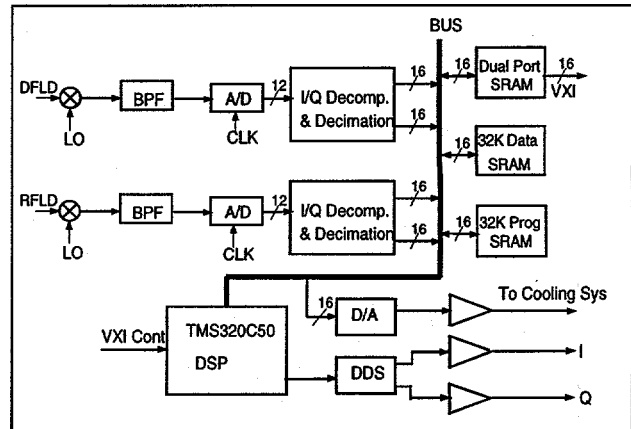 BUS
DFLD
LO
BPF
A/D
CLK
12
I/Q Decomp.
& Decimation
16
16
16
Dual Port
SRAM
16
VXI
16
32K Data
SRAM
RFLD
LO
BPF
A/D
CLK
12
I/Q Decomp.
& Decimation
16
16
16
32K Prog
SRAM
VXI Cont
TMS320C50
DSP
16
D/A
To Cooling Sys
DDS
I
Q